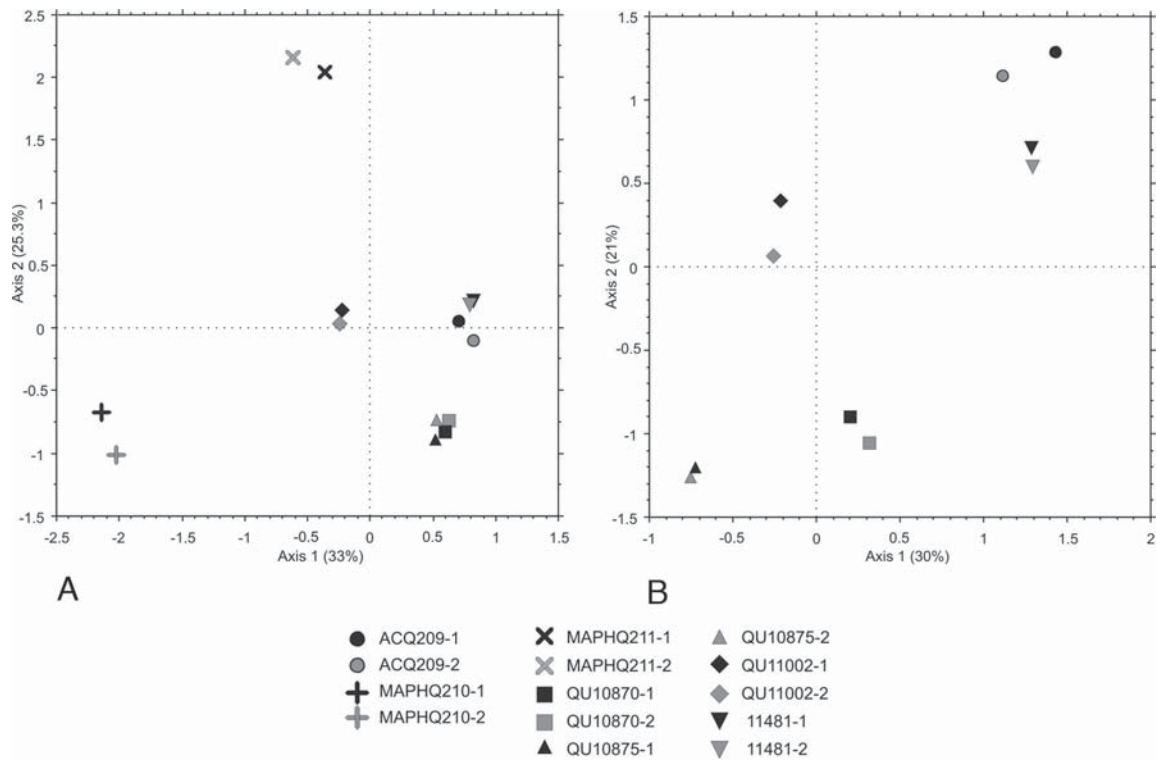 2.5
2
1.5
1
0.5
0
-0.5
-1
-1.5
Axis 2 (25.3%)
-2.5
-2
-1.5
-1
-0.5
0
0.5
1
1.5
Axis 1 (33%)
A
1.5
1
0.5
0
-0.5
-1
-1.5
Axis 2 (21%)
-1
-0.5
0
0.5
1
1.5
2
Axis 1 (30%)
B
ACQ209-1
ACQ209-2
MAPHQ210-1
MAPHQ210-2
MAPHQ211-1
MAPHQ211-2
QU10870-1
QU10870-2
QU10875-1
QU10875-2
QU11002-1
QU11002-2
11481-1
11481-2